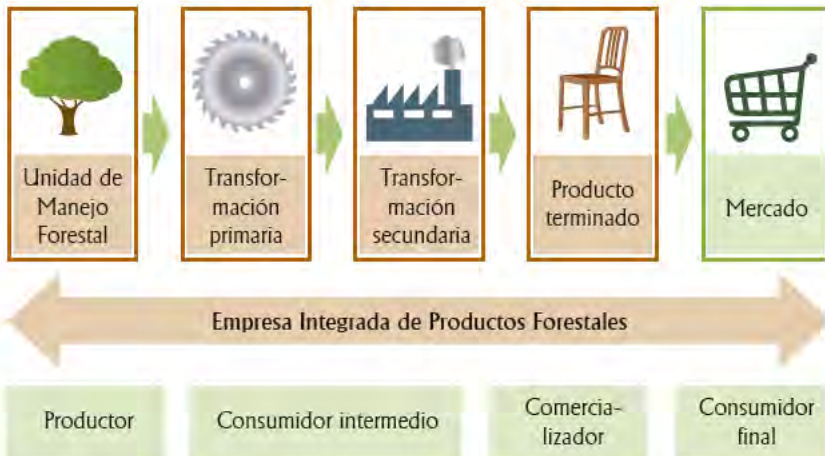 Unidad de
Manejo
Forestal
Transfor-
mación
primaria
Transfor-
mación
secundaria
Producto
terminado
Mercado
Empresa Integrada de Productos Forestales
Productor
Consumidor intermedio
Comercia-
lizador
Consumidor
final